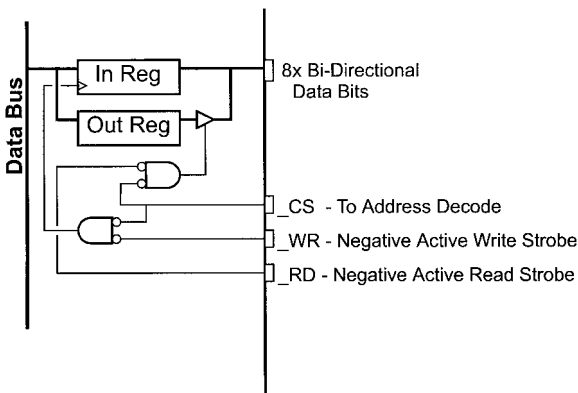 In Reg
8x Bi-Directional
Data Bits
Out Reg
Data Bus
_CS - To Address Decode
_WR - Negative Active Write Strobe
_RD - Negative Active Read Strobe